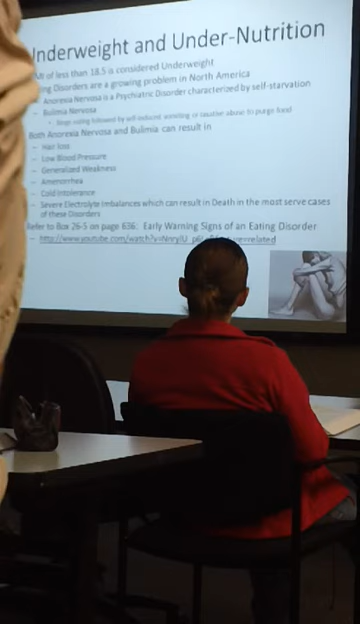 Underweight and Under-Nutrition
of less than 18.5 is considered Underweight
Disorders are a growing problem in North America
– Anorexia Nervosa is a Psychiatric Disorder characterized by self-starvation
– Bulimia Nervosa
• Binge eating followed by self-induced vomiting or laxative abuse to purge food
Both Anorexia Nervosa and Bulimia can result in
– Hair loss
– Low Blood Pressure
– Generalized Weakness
– Amenorrhea
– Cold Intolerance
– Severe Electrolyte Imbalances which can result in Death in the most serve cases
of these Disorders
Refer to Box 26-5 on page 636: Early Warning Signs of an Eating Disorder